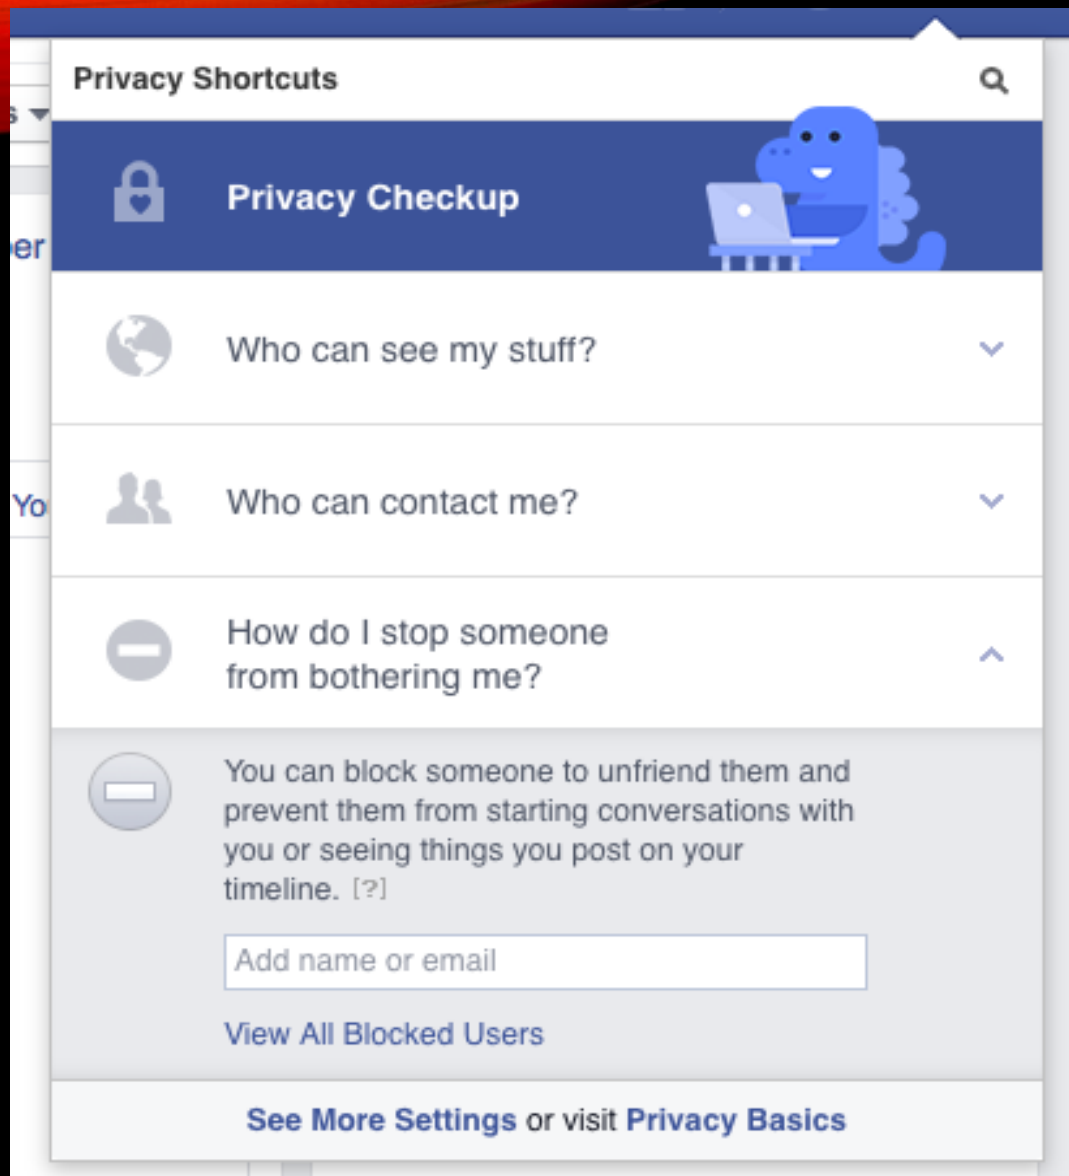 Privacy Shortcuts
s
Privacy Checkup
er
Who can see my stuff?
Who can contact me?
Yo
How do I stop someone
from bothering me?
You can block someone to unfriend them and
prevent them from starting conversations with
you or seeing things you post on your
timeline. [?]
Add name or email
View All Blocked Users
See More Settings or visit Privacy Basics